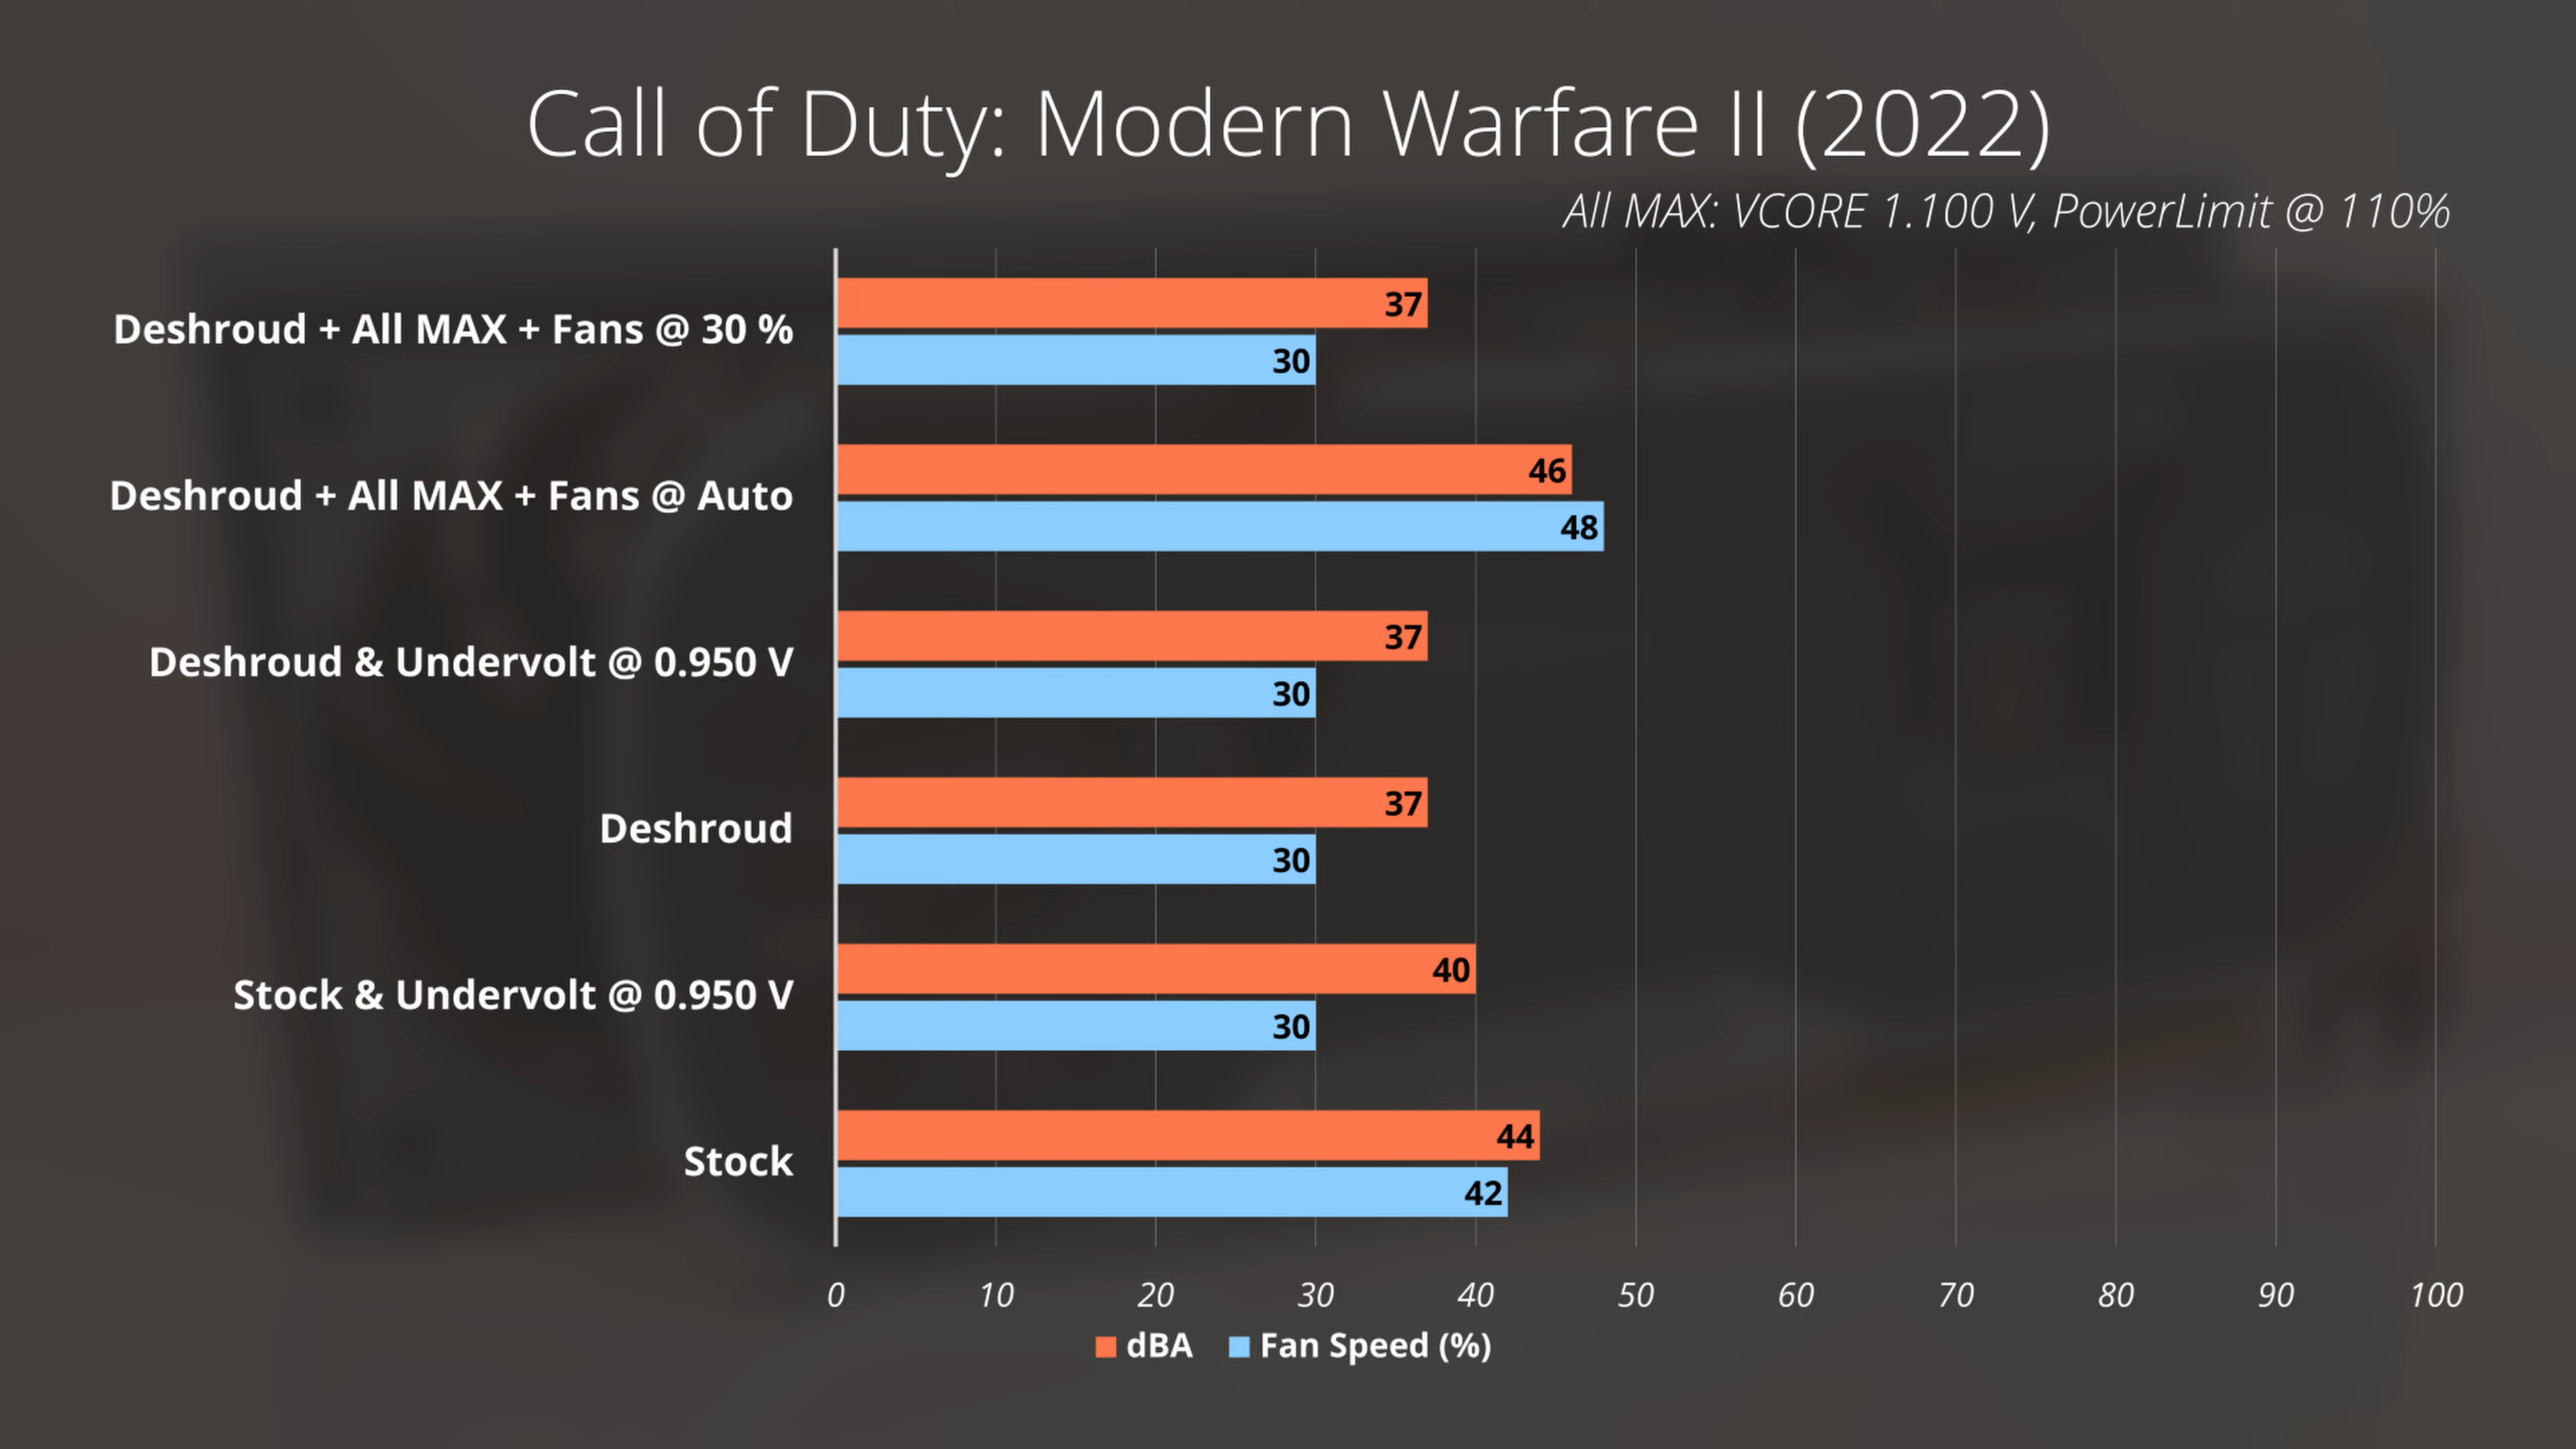 Call of Duty: Modern Warfare II (2022)
All MAX: VCORE 1.100 V, PowerLimit @ 110%
Deshroud + All MAX + Fans @ 30 %
37
30
Deshroud + All MAX + Fans @ Auto
46
48
Deshroud & Undervolt @ 0.950 V
37
30
Deshroud
37
30
Stock & Undervolt @ 0.950 V
40
30
Stock
44
42
0 10 20 30 40 50 60 70 80 90 100
dBA Fan Speed (%)